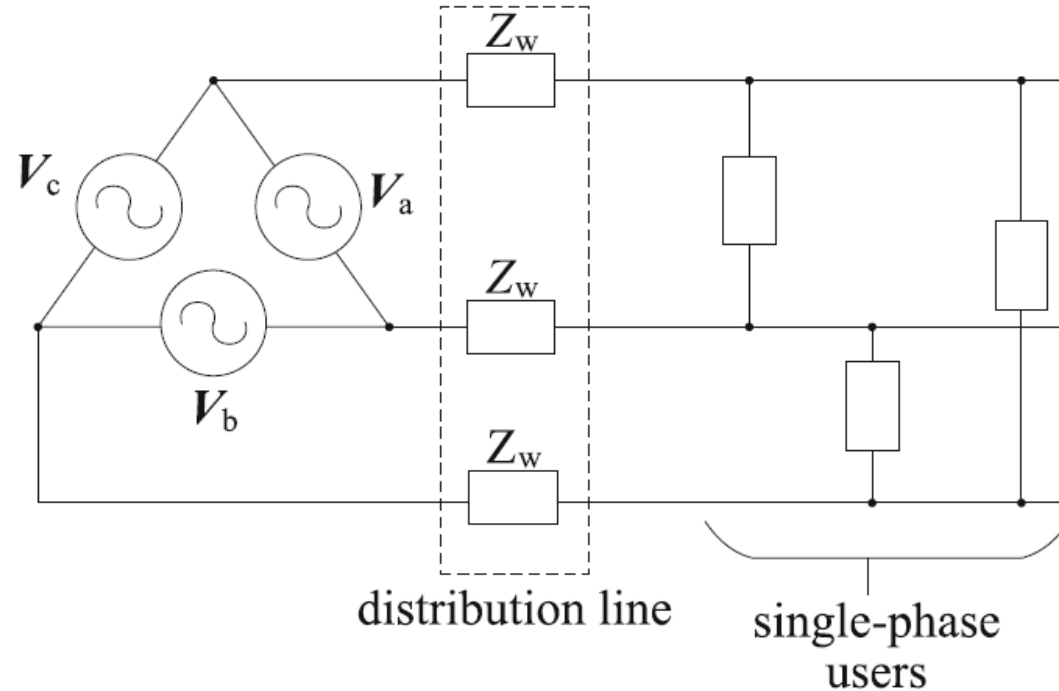 Zw
Vc
Va
Zw
Vb
Zw
distribution line
single-phase
users